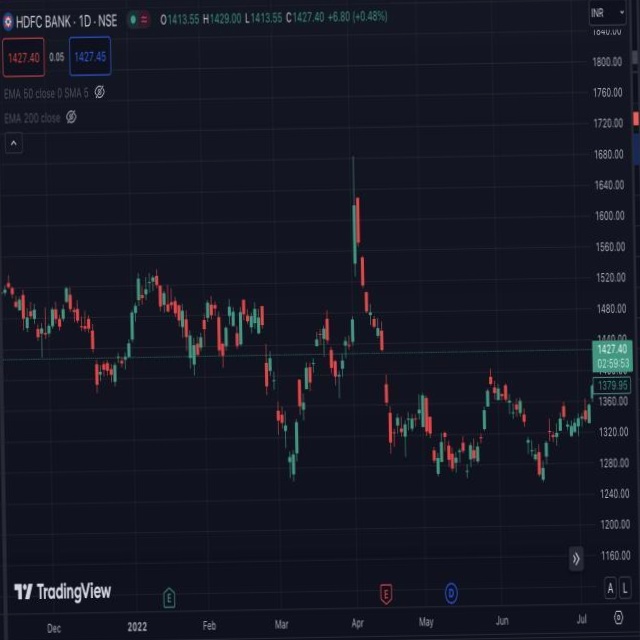 HDFC BANK · 1D · NSE
O1413.55 H1429.00 L1413.55 C1427.40 +6.80 (+0.48%)
INR
1427.40 0.05 1427.45
EMA 50 close 0 SMA 5
EMA 200 close
1840.00
1800.00
1760.00
1720.00
1680.00
1640.00
1600.00
1560.00
1520.00
1480.00
1440.00
1427.40
02:59:53
1379.95
1360.00
1320.00
1280.00
1240.00
1200.00
1160.00
TradingView
E
E
D
A L
Dec 2022 Feb Mar Apr May Jun Jul